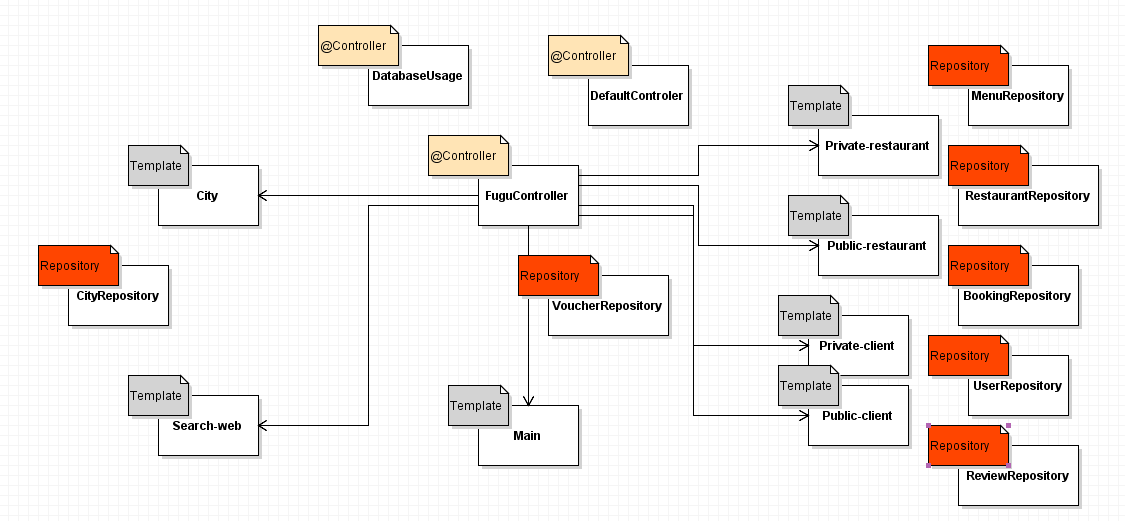 @Controller
DatabaseUsage
@Controller
DefaultControler
Repository
MenuRepository
Template
Private-restaurant
@Controller
FuguController
Template
City
Repository
RestaurantRepository
Template
Public-restaurant
Repository
CityRepository
Repository
VoucherRepository
Repository
BookingRepository
Template
Private-client
Repository
UserRepository
Template
Search-web
Template
Main
Template
Public-client
Repository
ReviewRepository